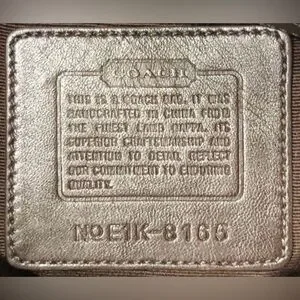 COACH
THIS IS A COACH BAG. IT WAS
HANDCRAFTED IN CHINA FROM
THE FINEST LAMB NAPPA. ITS
SUPERIOR CRAFTSMANSHIP AND
ATTENTION TO DETAIL REFLECT
OUR COMMITMENT TO ENDURING
QUALITY.
NO E1K-8166